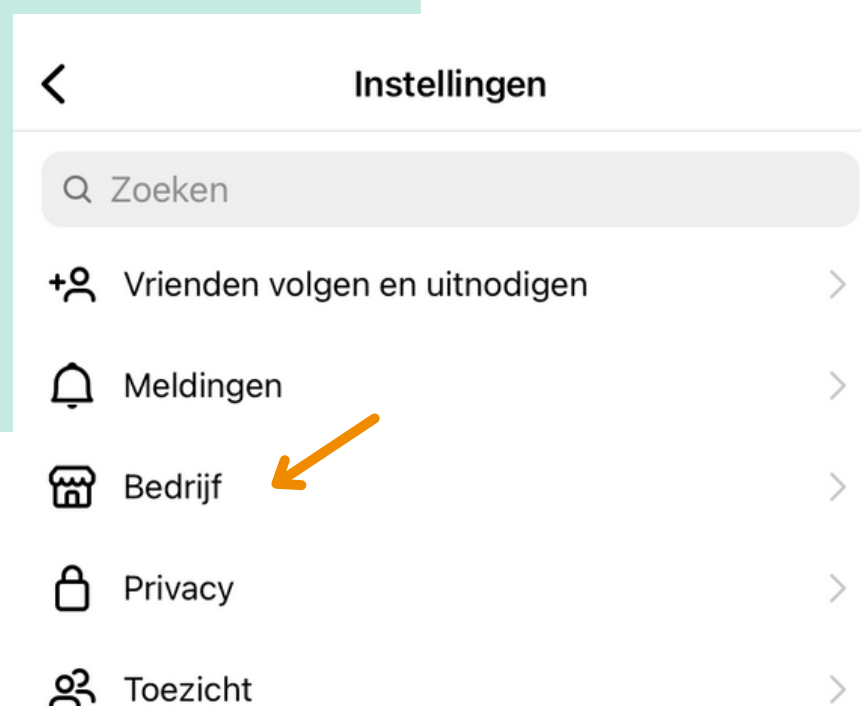 Instellingen
Zoeken
Vrienden volgen en uitnodigen
Meldingen
Bedrijf
Privacy
Toezicht